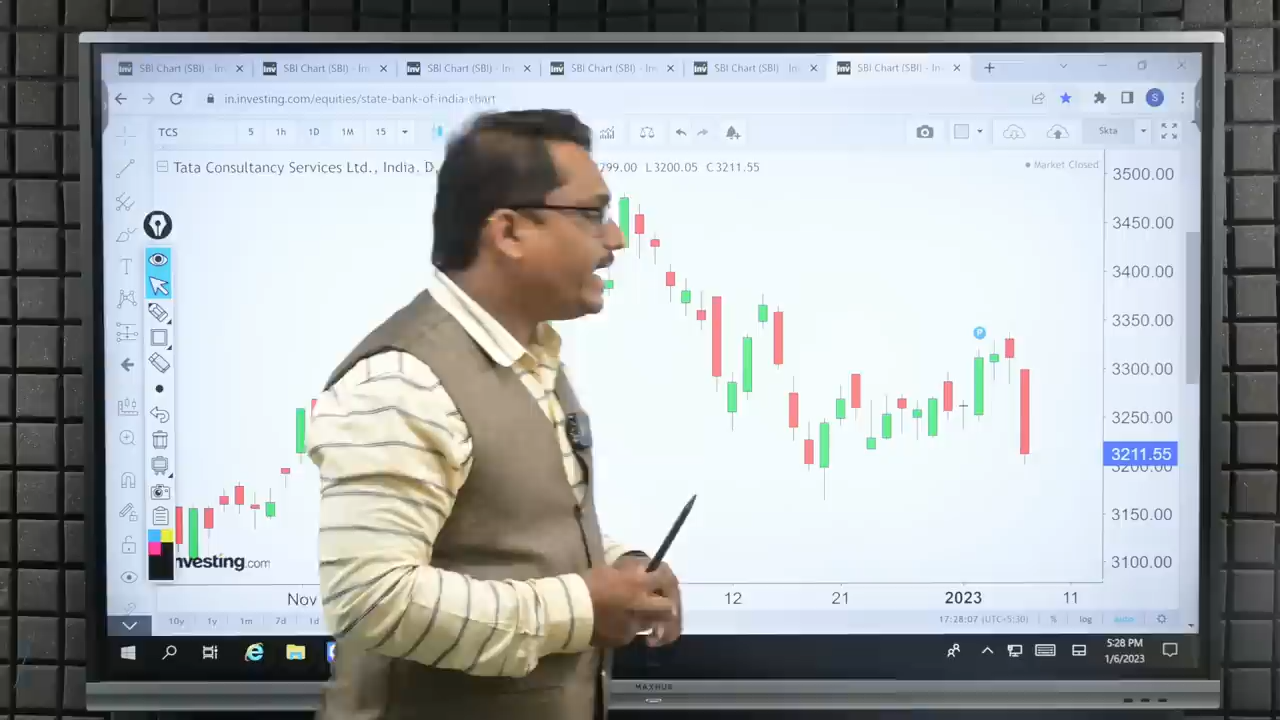 SBI Chart (SBI) - In SBI Chart (SBI) - In SBI Chart (SBI) - In SBI Chart (SBI) - In SBI Chart (SBI) - In SBI Chart (SBI) - In
in.investing.com/equities/state-bank-of-india-chart S
TCS 5 1h 1D 1M 15 Skta
Tata Consultancy Services Ltd., India, D 799.00 L3200.05 C3211.55 Market Closed
3500.00
3450.00
3400.00
3350.00
P
3300.00
3250.00
3211.55
3200.00
3150.00
3100.00
Investing.com
Nov 12 21 2023 11
10y 1y 1m 7d 1d 17:28:07 (UTC+5:30) % log auto
5:28 PM
1/6/2023
MAXHUB